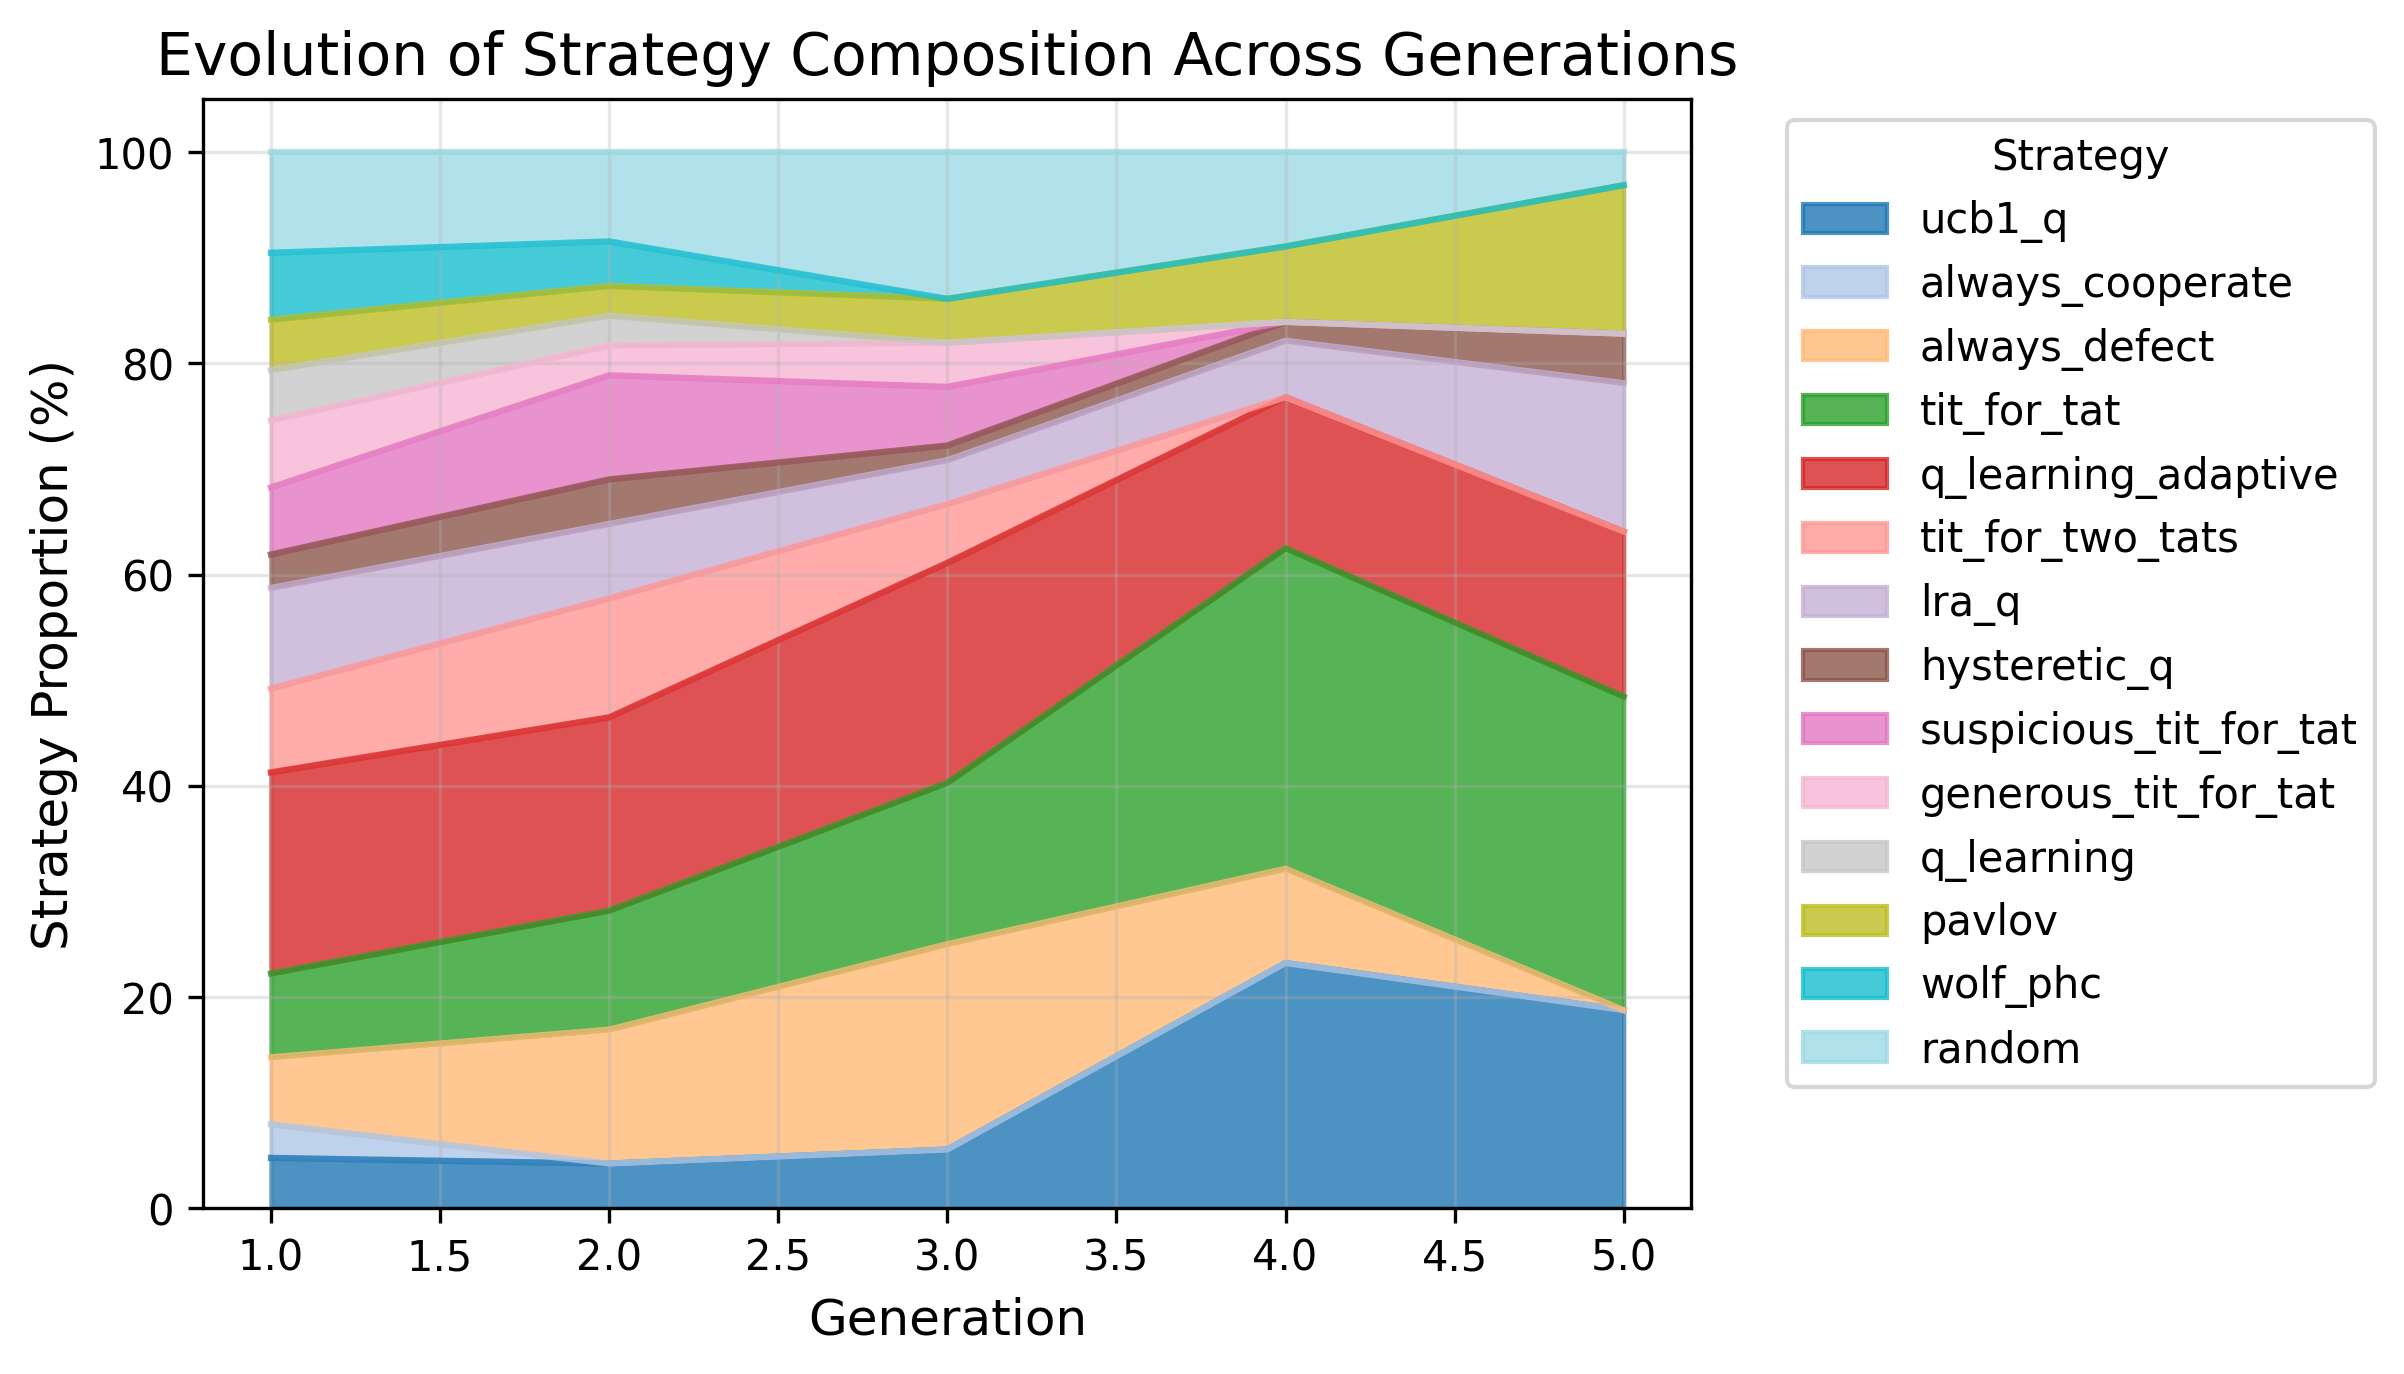 Evolution of Strategy Composition Across Generations
Strategy Proportion (%)
100
80
60
40
20
0
1.0 1.5 2.0 2.5 3.0 3.5 4.0 4.5 5.0
Generation
Strategy
ucb1_q
always_cooperate
always_defect
tit_for_tat
q_learning_adaptive
tit_for_two_tats
lra_q
hysteretic_q
suspicious_tit_for_tat
generous_tit_for_tat
q_learning
pavlov
wolf_phc
random